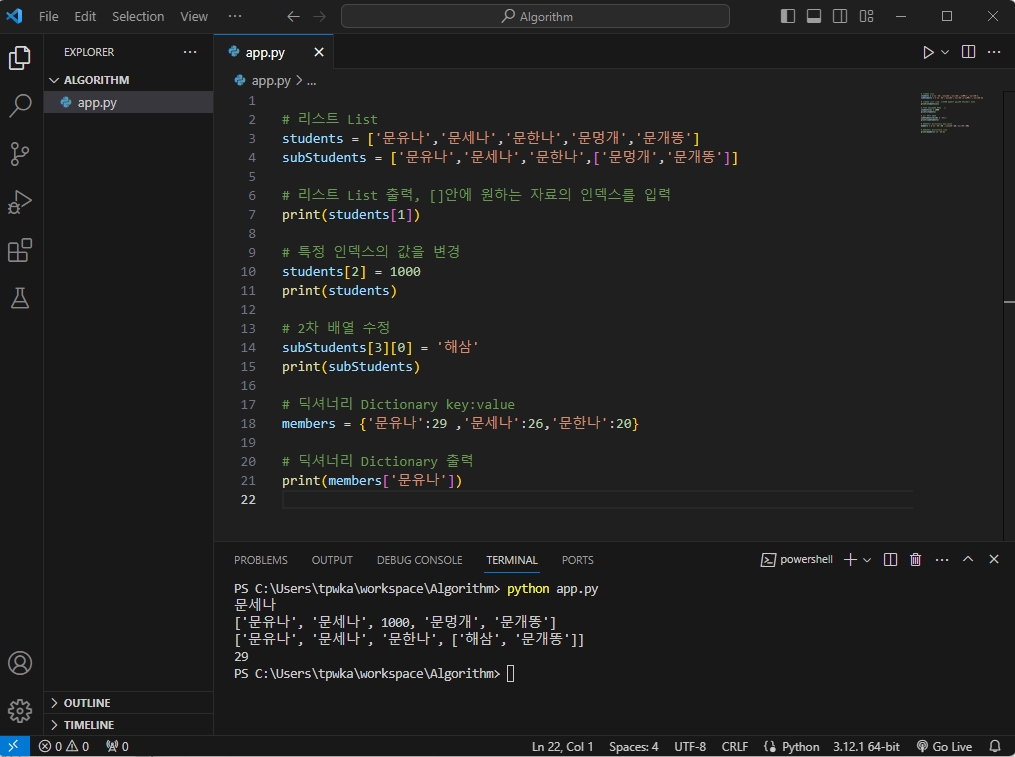 File Edit Selection View ... Algorithm
EXPLORER ...
ALGORITHM
app.py
app.py
app.py > ...
1
2 # 리스트 List
3 students = ['문유나','문세나','문한나','문멍개','문개똥']
4 subStudents = ['문유나','문세나','문한나',['문멍개','문개똥']]
5
6 # 리스트 List 출력, []안에 원하는 자료의 인덱스를 입력
7 print(students[1])
8
9 # 특정 인덱스의 값을 변경
10 students[2] = 1000
11 print(students)
12
13 # 2차 배열 수정
14 subStudents[3][0] = '해삼'
15 print(subStudents)
16
17 # 딕셔너리 Dictionary key:value
18 members = {'문유나':29 ,'문세나':26,'문한나':20}
19
20 # 딕셔너리 Dictionary 출력
21 print(members['문유나'])
22
PROBLEMS OUTPUT DEBUG CONSOLE TERMINAL PORTS powershell
PS C:\Users\tpwka\workspace\Algorithm> python app.py
문세나
['문유나', '문세나', 1000, '문멍개', '문개똥']
['문유나', '문세나', '문한나', ['해삼', '문개똥']]
29
PS C:\Users\tpwka\workspace\Algorithm>
OUTLINE
TIMELINE
0 0 0 Ln 22, Col 1 Spaces: 4 UTF-8 CRLF Python 3.12.1 64-bit Go Live